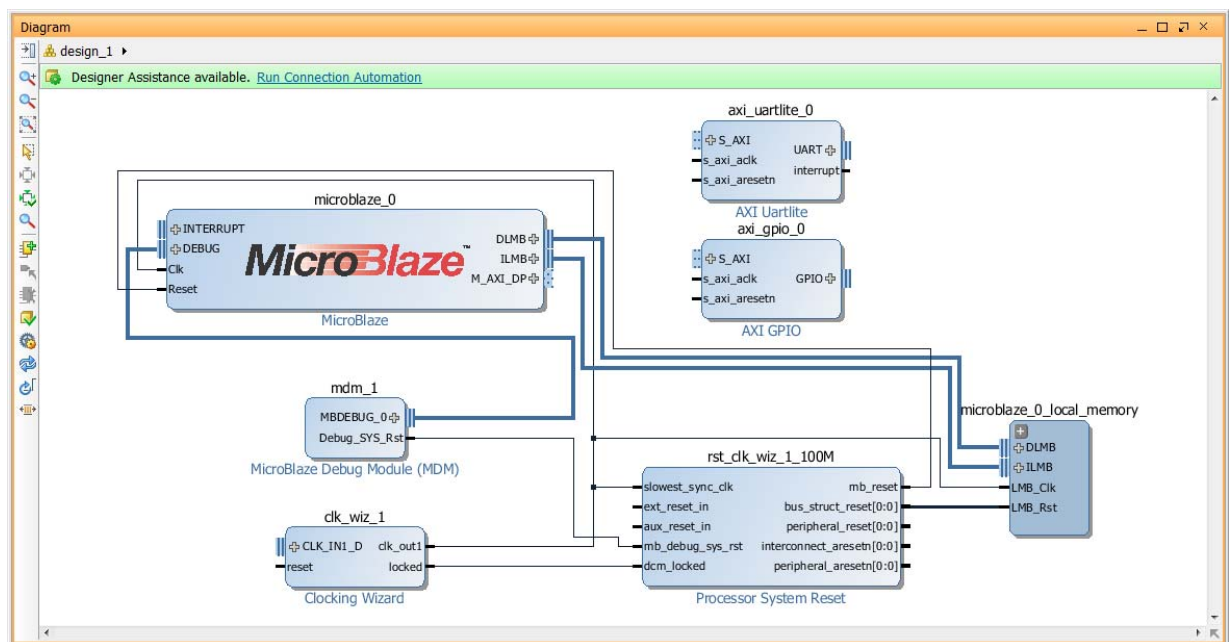 Diagram
design_1
Designer Assistance available. Run Connection Automation
axi_uartlite_0
S_AXI
s_axi_aclk
s_axi_aresetn
UART
interrupt
AXI Uartlite
axi_gpio_0
S_AXI
s_axi_aclk
s_axi_aresetn
GPIO
AXI GPIO
microblaze_0
INTERRUPT
DEBUG
Clk
Reset
MicroBlaze™
DLMB
ILMB
M_AXI_DP
MicroBlaze
mdm_1
MBDEBUG_0
Debug_SYS_Rst
MicroBlaze Debug Module (MDM)
microblaze_0_local_memory
DLMB
ILMB
LMB_Clk
LMB_Rst
rst_clk_wiz_1_100M
slowest_sync_clk
ext_reset_in
aux_reset_in
mb_debug_sys_rst
dcm_locked
mb_reset
bus_struct_reset[0:0]
peripheral_reset[0:0]
interconnect_aresetn[0:0]
peripheral_aresetn[0:0]
Processor System Reset
clk_wiz_1
CLK_IN1_D
reset
clk_out1
locked
Clocking Wizard